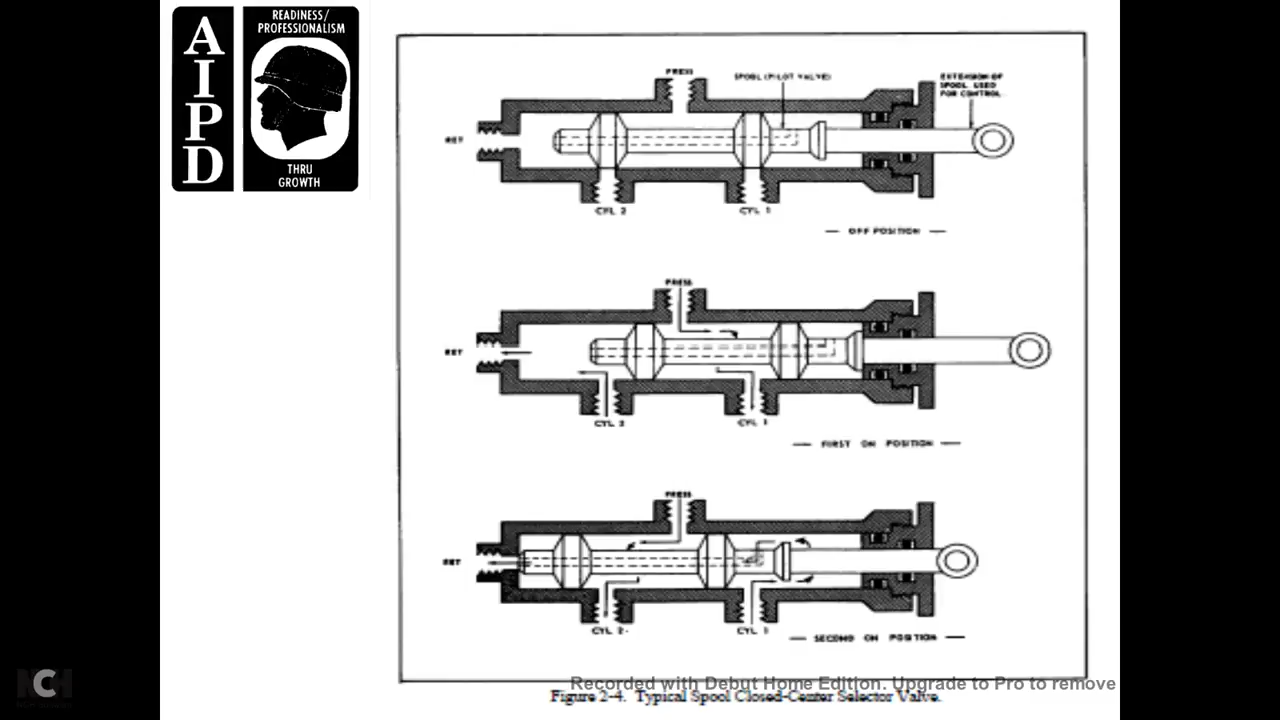 AIPD
READINESS/
PROFESSIONALISM
THRU
GROWTH
PRESS
SPOOL (PILOT VALVE)
EXTENSION OF
SPOOL USED
FOR CONTROL
RET
CYL 2
CYL 1
— OFF POSITION —
PRESS
RET
CYL 2
CYL 1
— FIRST ON POSITION —
PRESS
RET
CYL 2
CYL 1
— SECOND ON POSITION —
Recorded with Debut Home Edition. Upgrade to Pro to remove
Figure 2-4. Typical Spool Closed-Center Selector Valve.
NCH